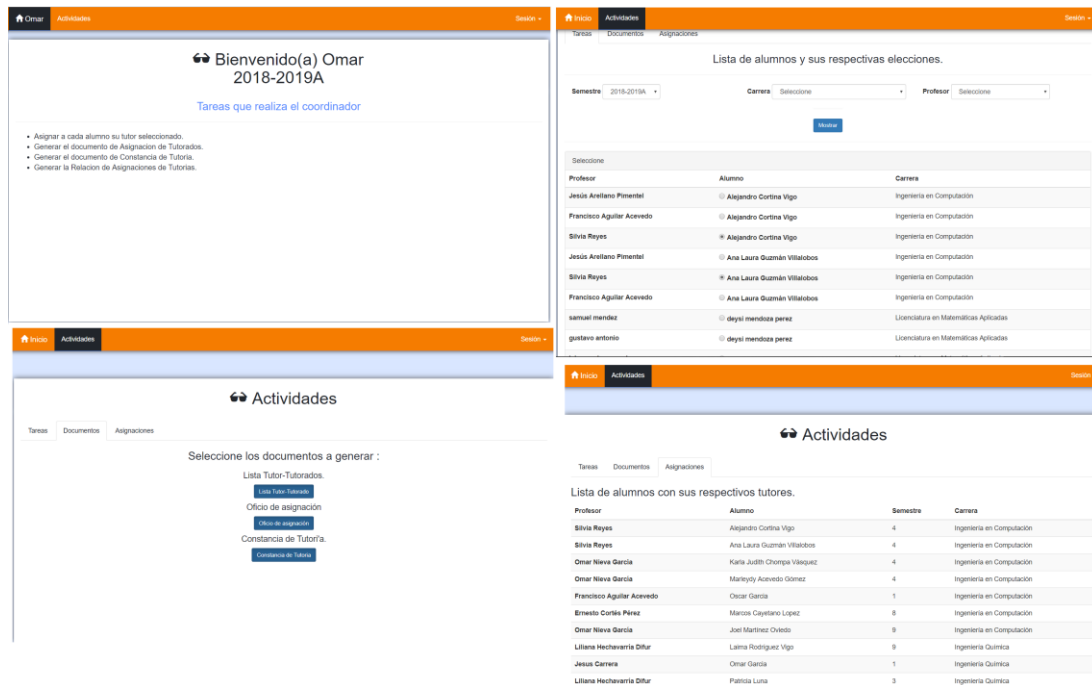 Omar Actividades Sesión
Bienvenido(a) Omar
2018-2019A
Tareas que realiza el coordinador
Asignar a cada alumno su tutor seleccionado.
Generar el documento de Asignacion de Tutorados.
Generar el documento de Constancia de Tutoria.
Generar la Relacion de Asignaciones de Tutorias.
Inicio Actividades Sesión
Tareas Documentos Asignaciones
Lista de alumnos y sus respectivas elecciones.
Semestre 2018-2019A Carrera Seleccione Profesor Seleccione
Mostrar
Seleccione
Profesor Alumno Carrera
Jesús Arellano Pimentel Alejandro Cortina Vigo Ingeniería en Computación
Francisco Aguilar Acevedo Alejandro Cortina Vigo Ingeniería en Computación
Silvia Reyes Alejandro Cortina Vigo Ingeniería en Computación
Jesús Arellano Pimentel Ana Laura Guzmán Villalobos Ingeniería en Computación
Silvia Reyes Ana Laura Guzmán Villalobos Ingeniería en Computación
Francisco Aguilar Acevedo Ana Laura Guzmán Villalobos Ingeniería en Computación
samuel mendez deysi mendoza perez Licenciatura en Matemáticas Aplicadas
gustavo antonio deysi mendoza perez Licenciatura en Matemáticas Aplicadas
Inicio Actividades Sesión
Actividades
Tareas Documentos Asignaciones
Seleccione los documentos a generar :
Lista Tutor-Tutorados.
Lista Tutor-Tutorado
Oficio de asignación
Oficio de asignación
Constancia de Tutori'a.
Constancia de Tutoria
Inicio Actividades Sesión
Actividades
Tareas Documentos Asignaciones
Lista de alumnos con sus respectivos tutores.
Profesor Alumno Semestre Carrera
Silvia Reyes Alejandro Cortina Vigo 4 Ingeniería en Computación
Silvia Reyes Ana Laura Guzmán Villalobos 4 Ingeniería en Computación
Omar Nieva Garcia Karla Judith Chompa Vásquez 4 Ingeniería en Computación
Omar Nieva Garcia Marleydy Acevedo Gómez 4 Ingeniería en Computación
Francisco Aguilar Acevedo Oscar Garcia 1 Ingeniería en Computación
Ernesto Cortés Pérez Marcos Cayetano Lopez 8 Ingeniería en Computación
Omar Nieva Garcia Joel Martínez Oviedo 9 Ingeniería en Computación
Liliana Hechavarría Difur Laima Rodriguez Vigo 9 Ingeniería Química
Jesus Carrera Omar Garcia 1 Ingeniería Química
Liliana Hechavarría Difur Patricia Luna 3 Ingeniería Química